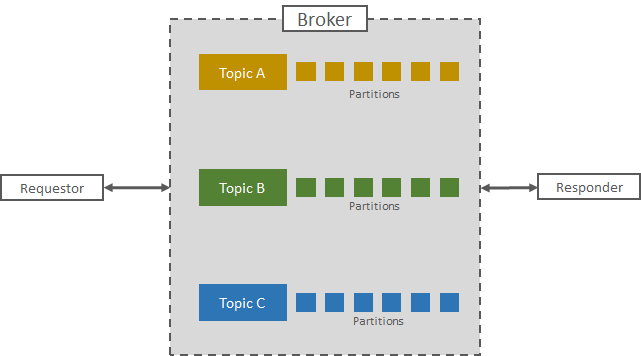 Broker
Topic A
Partitions
Requestor
Topic B
Partitions
Responder
Topic C
Partitions